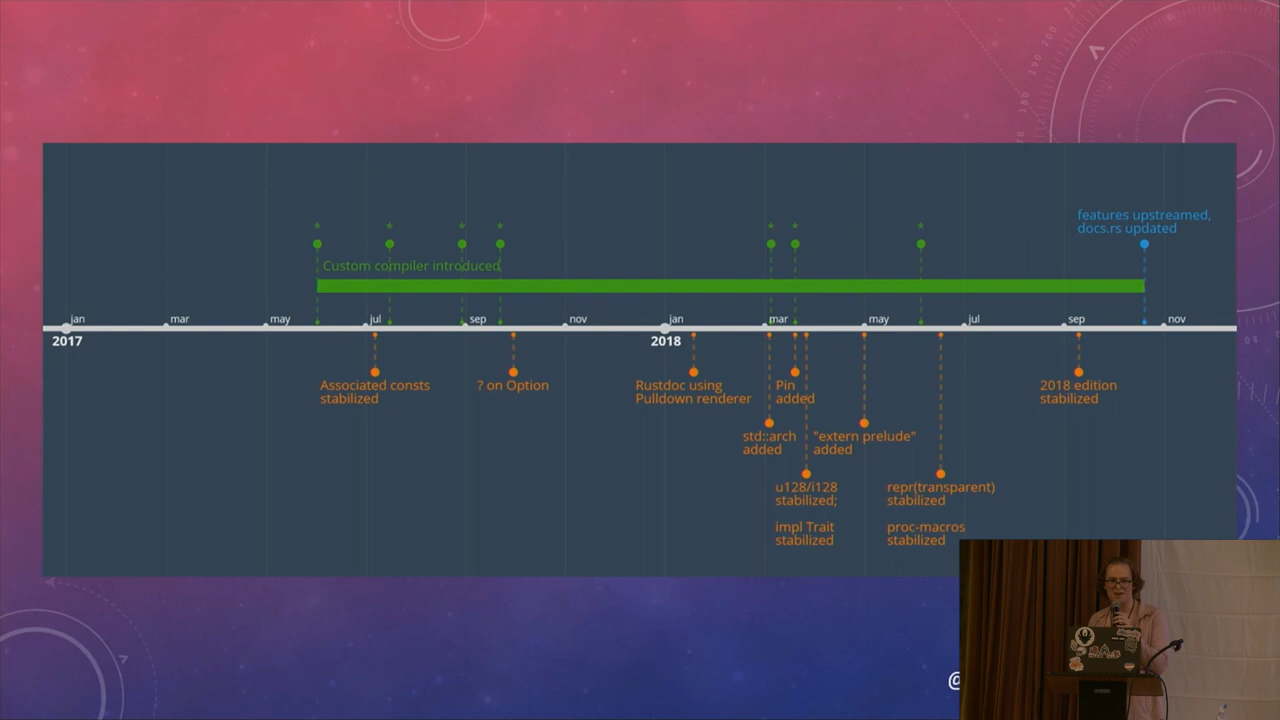 features upstreamed,
docs.rs updated
* * * * * * *
Custom compiler introduced
jan mar may jul sep nov jan mar may jul sep nov
2017 2018
Associated consts
stabilized
? on Option
Rustdoc using
Pulldown renderer
Pin
added
2018 edition
stabilized
std::arch
added
"extern prelude"
added
u128/i128
stabilized;
impl Trait
stabilized
repr(transparent)
stabilized
proc-macros
stabilized
@